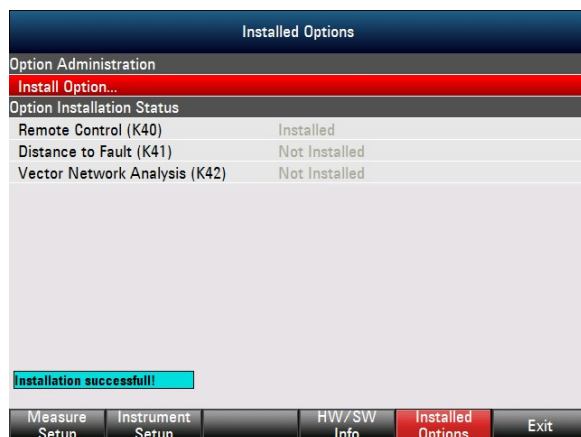 Installed Options
Option Administration
Install Option...
Option Installation Status
Remote Control (K40) Installed
Distance to Fault (K41) Not Installed
Vector Network Analysis (K42) Not Installed
Installation successfull!
Measure Instrument HW/SW Installed
Setup Setup Info Options Exit